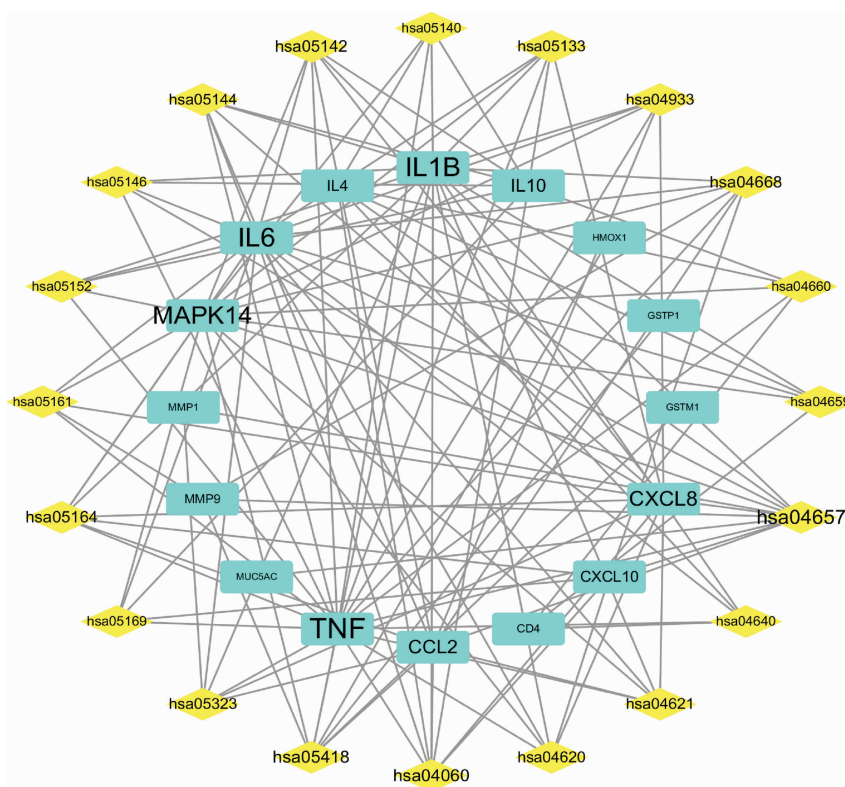 hsa05140
hsa05142
hsa05133
hsa05144
hsa04933
IL1B
hsa05146
IL4
IL10
hsa04668
IL6
HMOX1
hsa05152
hsa04660
MAPK14
GSTP1
hsa05161
MMP1
GSTM1
hsa04659
MMP9
CXCL8
hsa05164
hsa04657
MUC5AC
CXCL10
hsa05169
TNF
CD4
hsa04640
CCL2
hsa05323
hsa04621
hsa05418
hsa04620
hsa04060